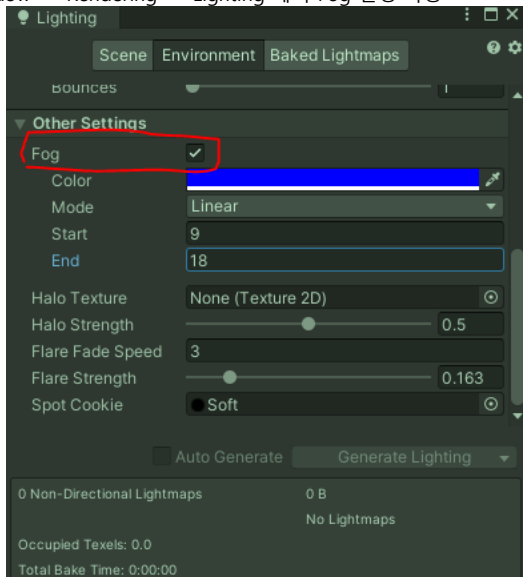 Lighting
Scene Environment Baked Lightmaps
Bounces 1
Other Settings
Fog
Color
Mode Linear
Start 9
End 18
Halo Texture None (Texture 2D)
Halo Strength 0.5
Flare Fade Speed 3
Flare Strength 0.163
Spot Cookie Soft
Auto Generate Generate Lighting
0 Non-Directional Lightmaps 0 B
No Lightmaps
Occupied Texels: 0.0
Total Bake Time: 0:00:00